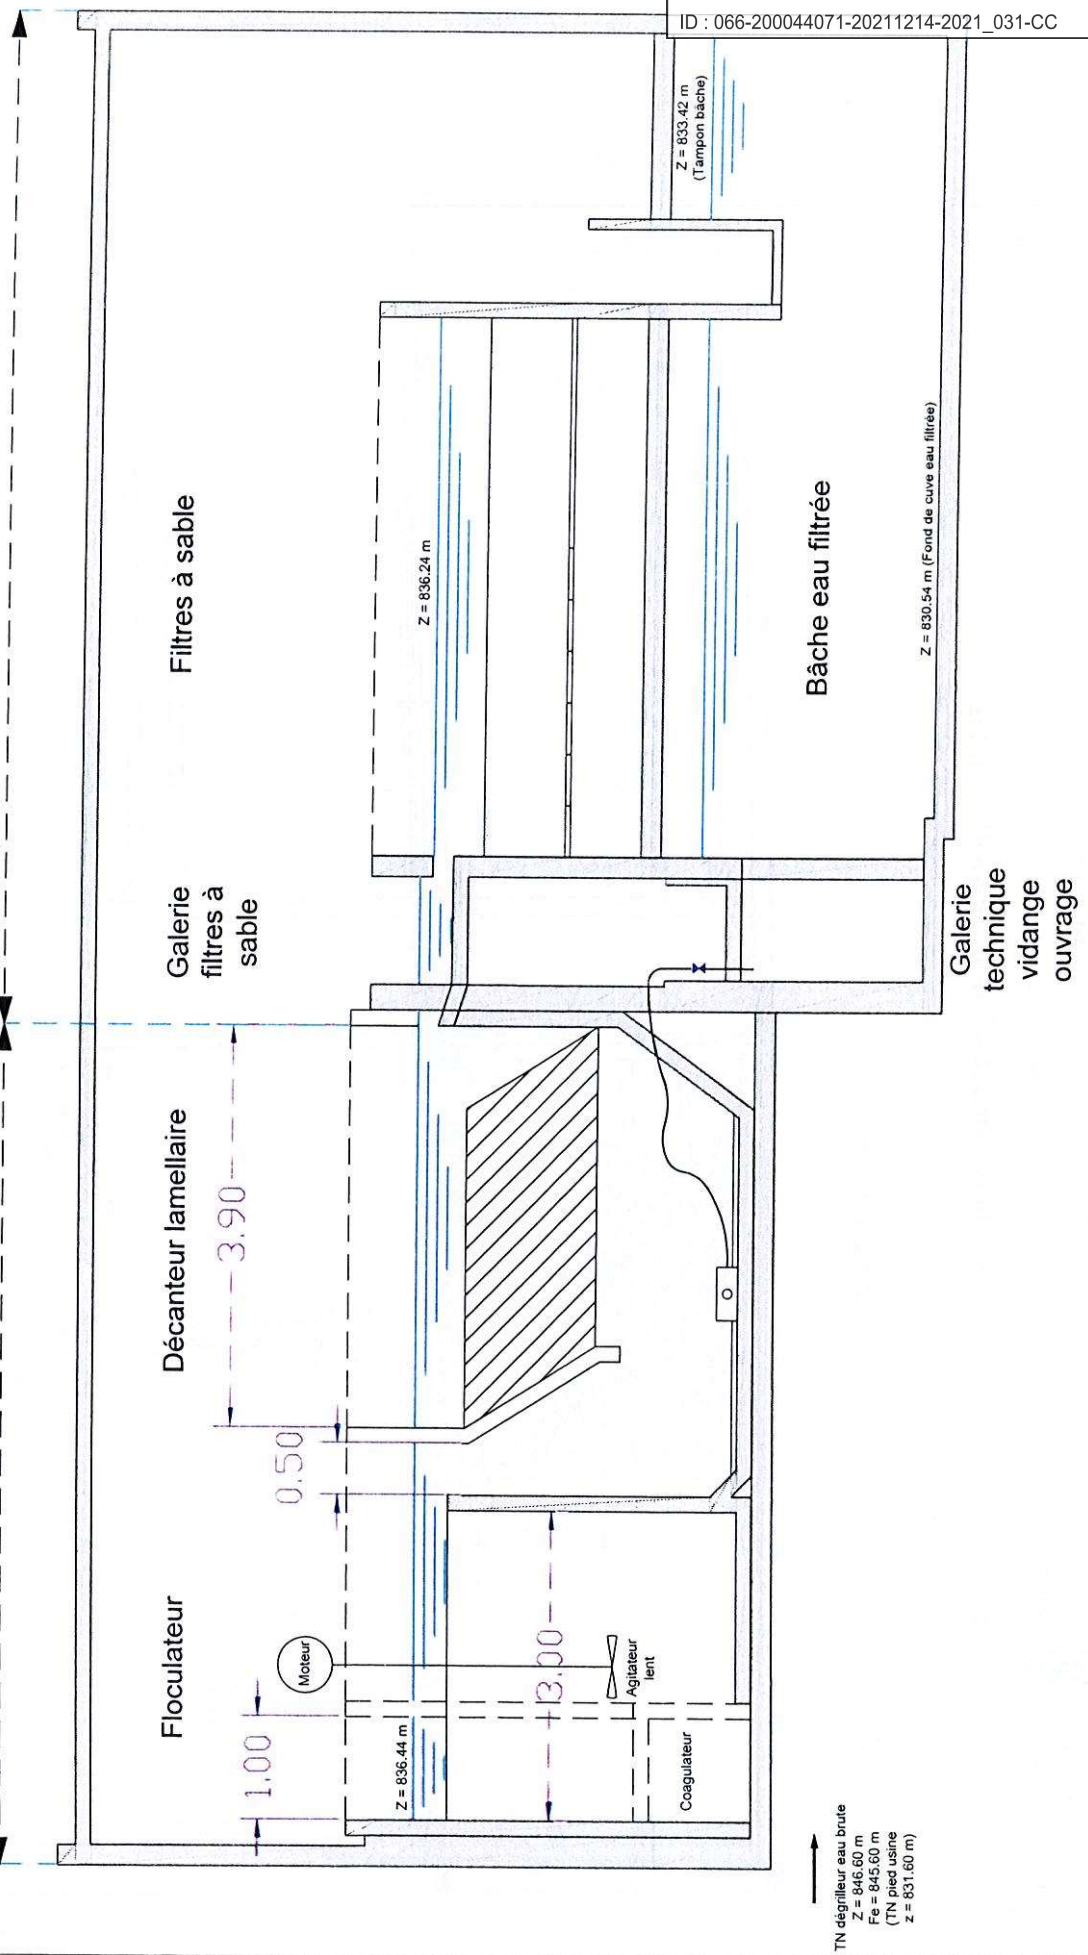 ID : 066-200044071-20211214-2021_031-CC
Floculateur
Décanteur lamellaire
Galerie
filtres à
sable
Filtres à sable
1.00
0.50
3.90
Moteur
Z = 836.44 m
Z = 836.24 m
3.00
Agitateur
lent
Coagulateur
Z = 833.42 m
(Tampon bâche)
Bâche eau filtrée
Z = 830.54 m (Fond de cuve eau filtrée)
Galerie
technique
vidange
ouvrage
TN dégrilleur eau brute
Z = 846.60 m
Fe = 845.60 m
(TN pied usine
z = 831.60 m)